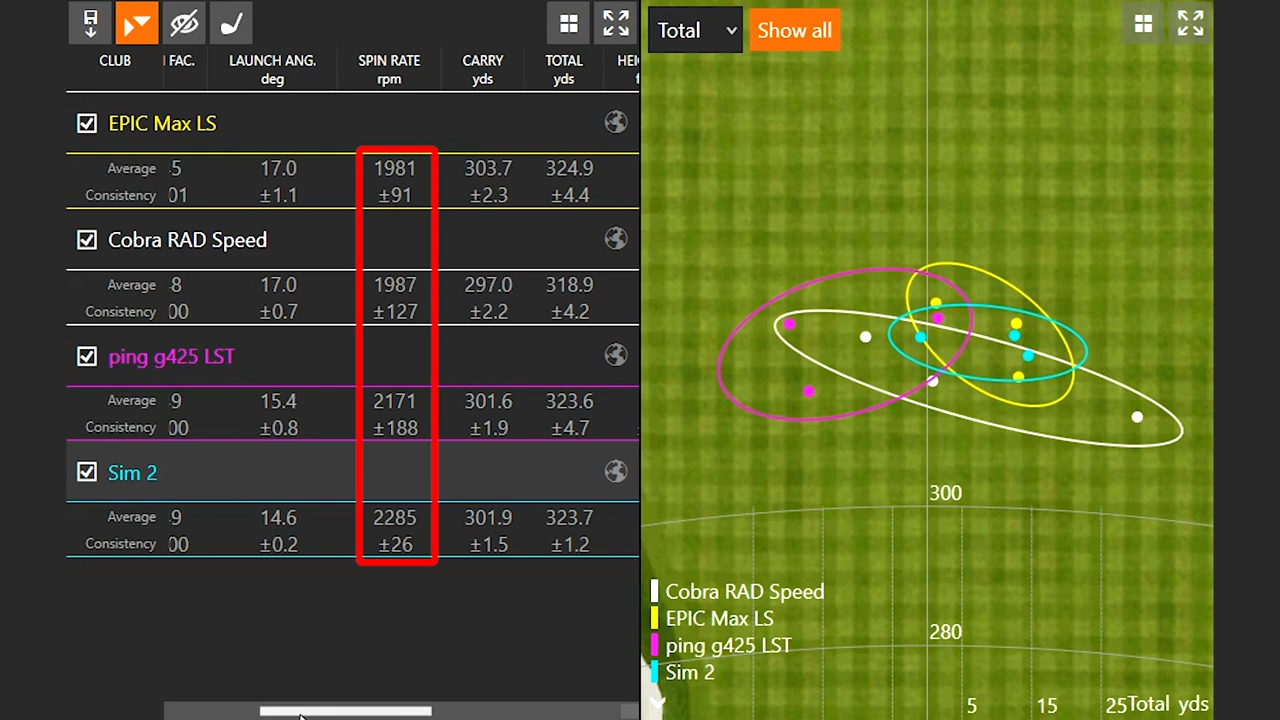 CLUB I FAC. LAUNCH ANG. deg SPIN RATE rpm CARRY yds TOTAL yds
EPIC Max LS
Average 5 17.0 1981 303.7 324.9
Consistency 01 ±1.1 ±91 ±2.3 ±4.4
Cobra RAD Speed
Average 8 17.0 1987 297.0 318.9
Consistency 00 ±0.7 ±127 ±2.2 ±4.2
ping g425 LST
Average 9 15.4 2171 301.6 323.6
Consistency 00 ±0.8 ±188 ±1.9 ±4.7
Sim 2
Average 9 14.6 2285 301.9 323.7
Consistency 00 ±0.2 ±26 ±1.5 ±1.2
Total Show all
300
Cobra RAD Speed
EPIC Max LS
280
ping g425 LST
Sim 2
5 15 25 Total yds